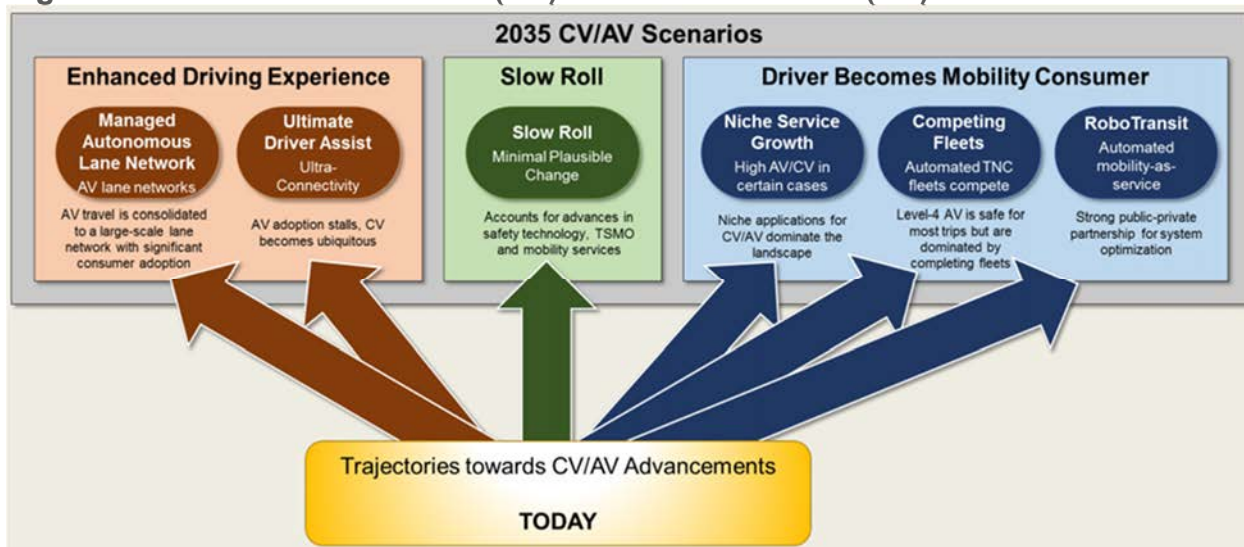 2035 CV/AV Scenarios
Enhanced Driving Experience
Managed
Autonomous
Lane Network
AV lane networks
AV travel is consolidated
to a large-scale lane
network with significant
consumer adoption
Ultimate
Driver Assist
Ultra-
Connectivity
AV adoption stalls, CV
becomes ubiquitous
Slow Roll
Slow Roll
Minimal Plausible
Change
Accounts for advances in
safety technology, TSMO
and mobility services
Driver Becomes Mobility Consumer
Niche Service
Growth
High AV/CV in
certain cases
Niche applications for
CV/AV dominate the
landscape
Competing
Fleets
Automated TNC
fleets compete
Level-4 AV is safe for
most trips but are
dominated by
completing fleets
RoboTransit
Automated
mobility-as-
service
Strong public-private
partnership for system
optimization
Trajectories towards CV/AV Advancements
TODAY